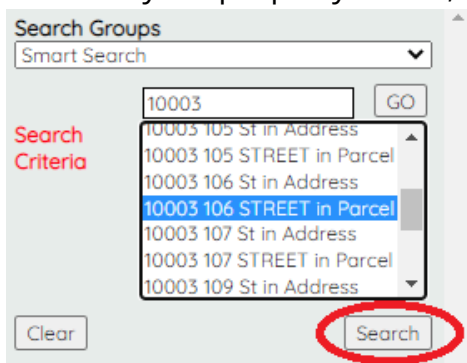 Search Groups
Smart Search
10003 GO
Search Criteria
10003 105 St in Address
10003 105 STREET in Parcel
10003 106 St in Address
10003 106 STREET in Parcel
10003 107 St in Address
10003 107 STREET in Parcel
10003 109 St in Address
Clear Search